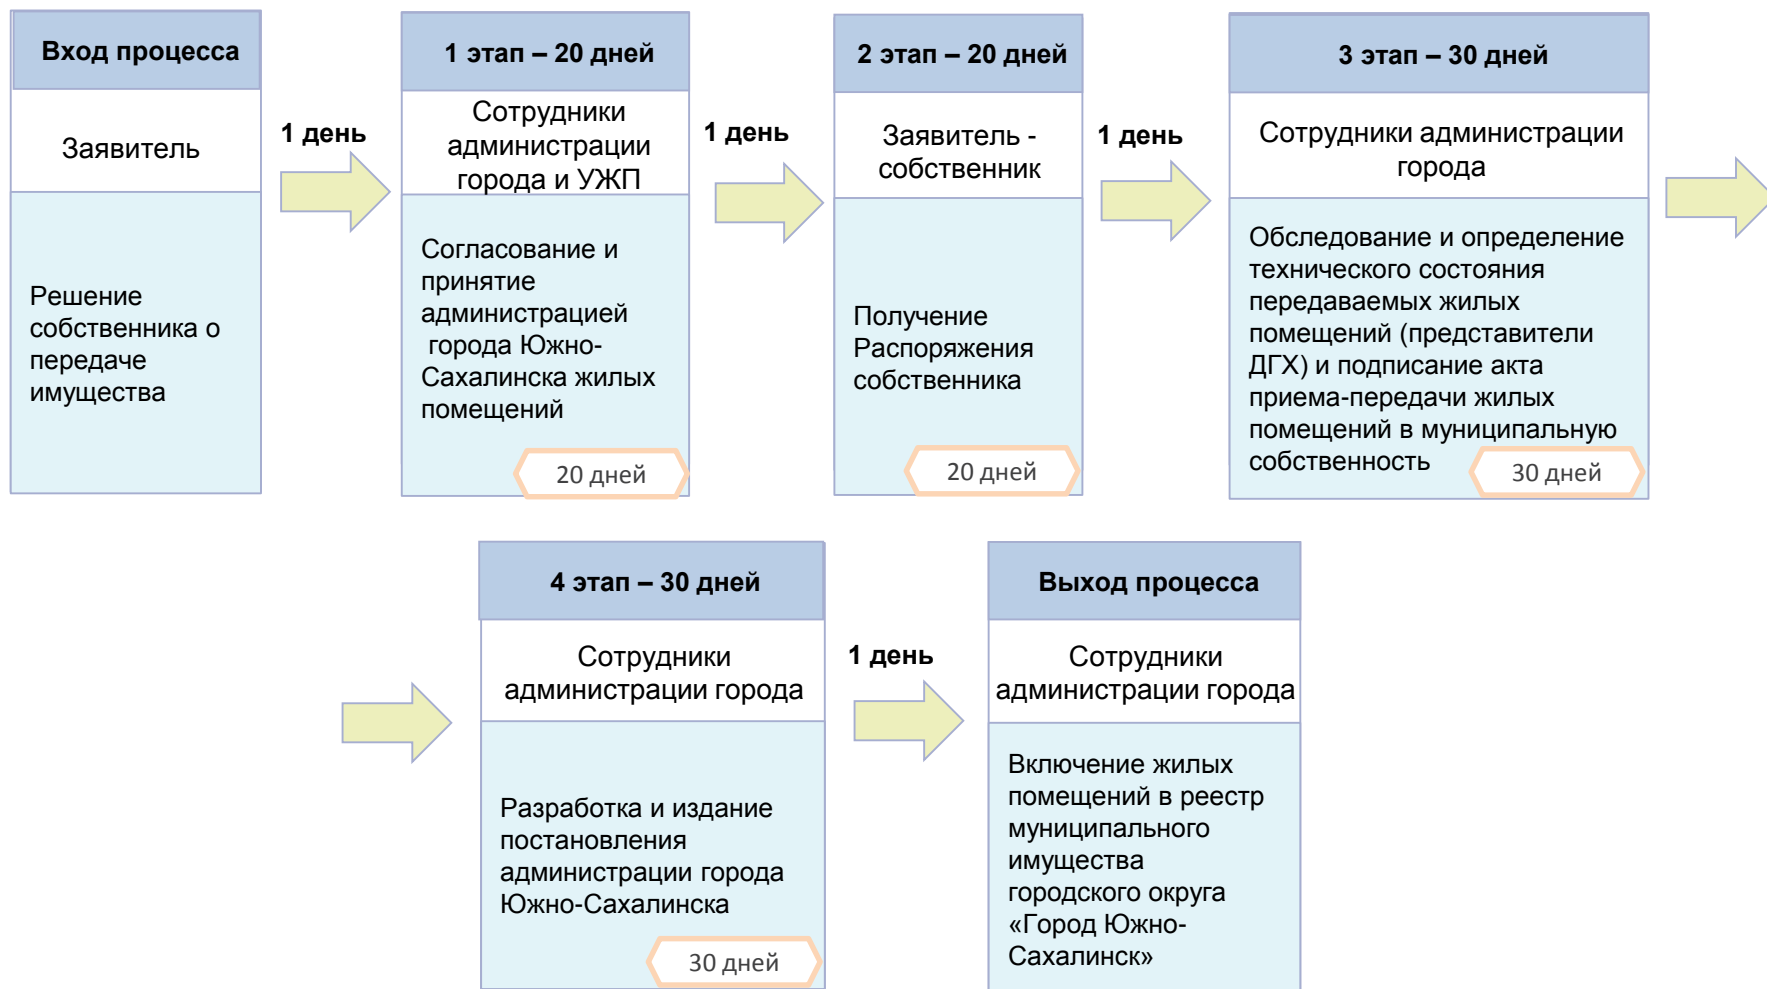 Вход процесса
Заявитель
Решение
собственника о
передаче
имущества
1 день
1 этап – 20 дней
Сотрудники
администрации
города и УЖП
Согласование и
принятие
администрацией
города Южно-
Сахалинска жилых
помещений
20 дней
1 день
2 этап – 20 дней
Заявитель -
собственник
Получение
Распоряжения
собственника
20 дней
1 день
3 этап – 30 дней
Сотрудники администрации
города
Обследование и определение
технического состояния
передаваемых жилых
помещений (представители
ДГХ) и подписание акта
приема-передачи жилых
помещений в муниципальную
собственность
30 дней
4 этап – 30 дней
Сотрудники
администрации города
Разработка и издание
постановления
администрации города
Южно-Сахалинска
30 дней
1 день
Выход процесса
Сотрудники
администрации города
Включение жилых
помещений в реестр
муниципального
имущества
городского округа
«Город Южно-
Сахалинск»